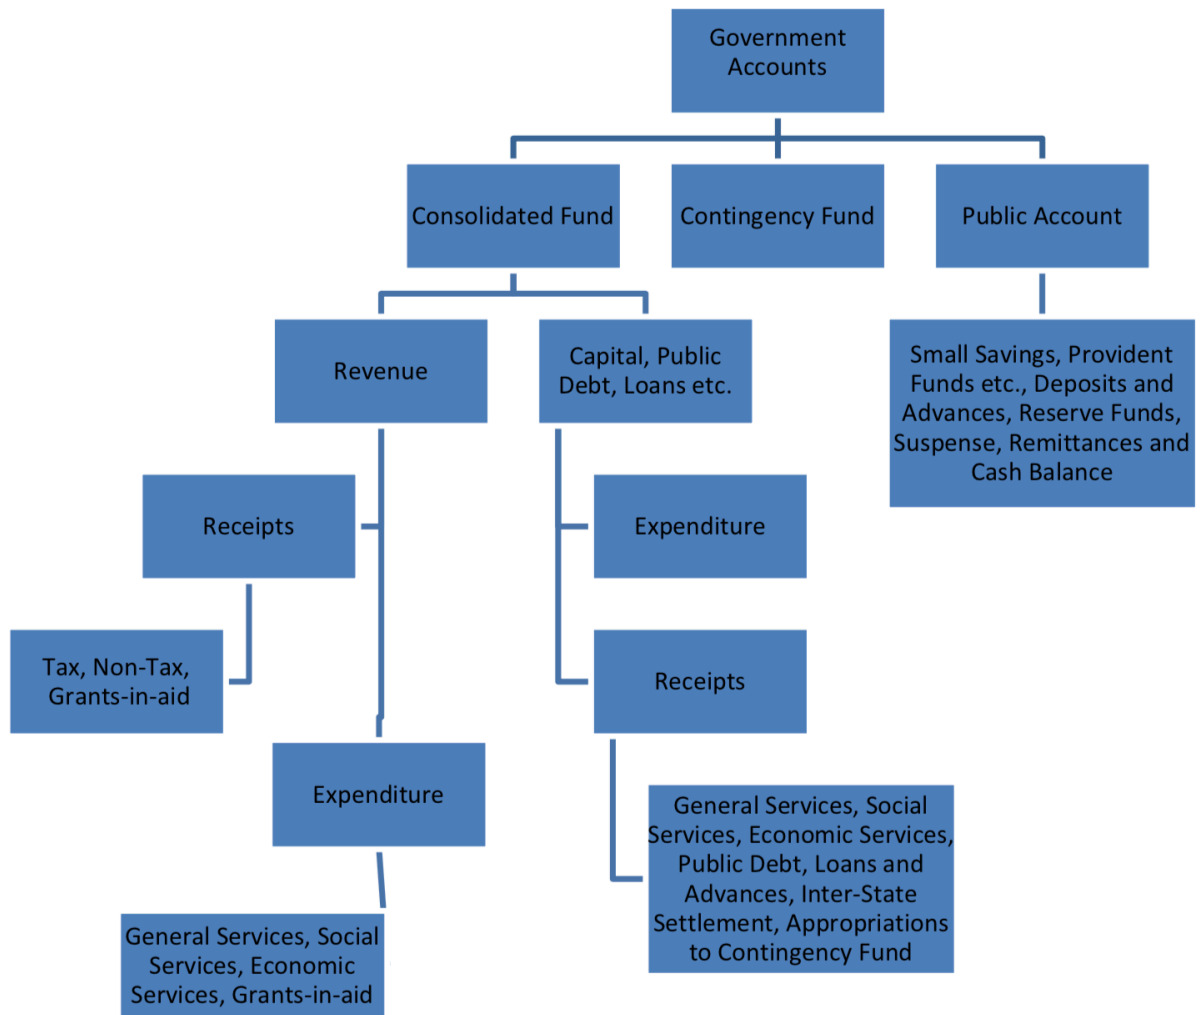 Government
Accounts
Consolidated Fund
Contingency Fund
Public Account
Revenue
Capital, Public
Debt, Loans etc.
Small Savings, Provident
Funds etc., Deposits and
Advances, Reserve Funds,
Suspense, Remittances and
Cash Balance
Receipts
Expenditure
Tax, Non-Tax,
Grants-in-aid
Receipts
Expenditure
General Services, Social
Services, Economic Services,
Public Debt, Loans and
Advances, Inter-State
Settlement, Appropriations
to Contingency Fund
General Services, Social
Services, Economic
Services, Grants-in-aid